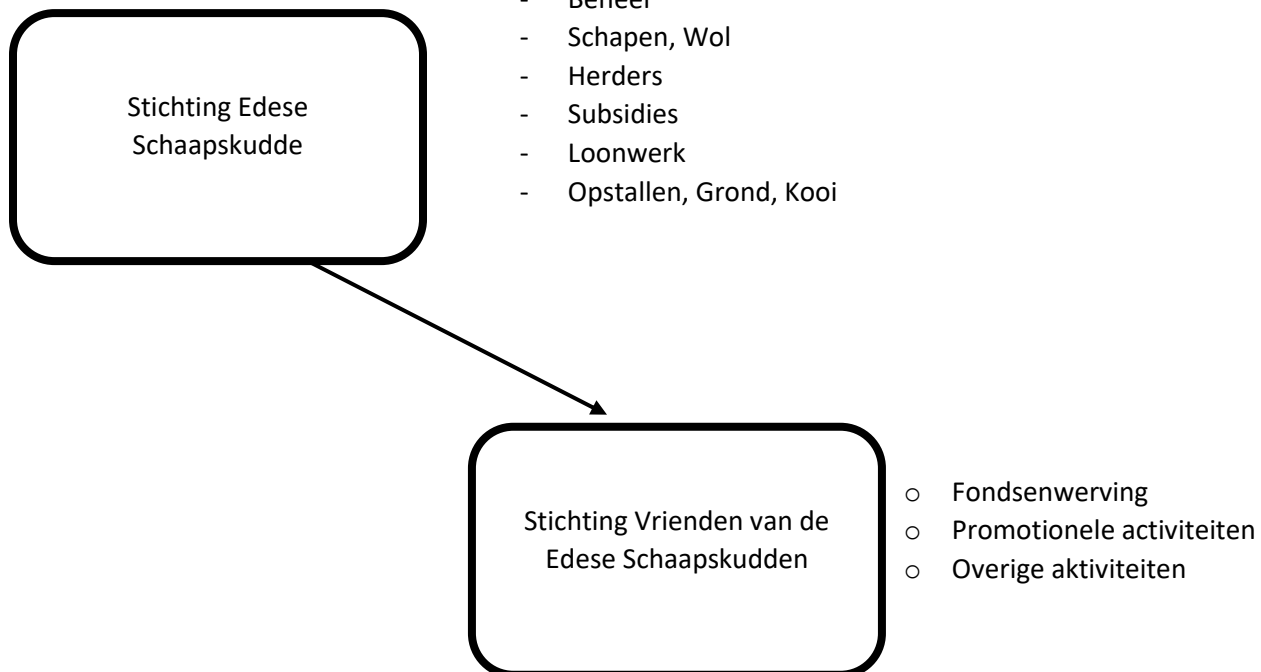 - Beheer
- Schapen, Wol
- Herders
- Subsidies
- Loonwerk
- Opstallen, Grond, Kooi
Stichting Edese
Schaapskudde
Stichting Vrienden van de
Edese Schaapskudden
o Fondsenwerving
o Promotionele activiteiten
o Overige aktiviteiten